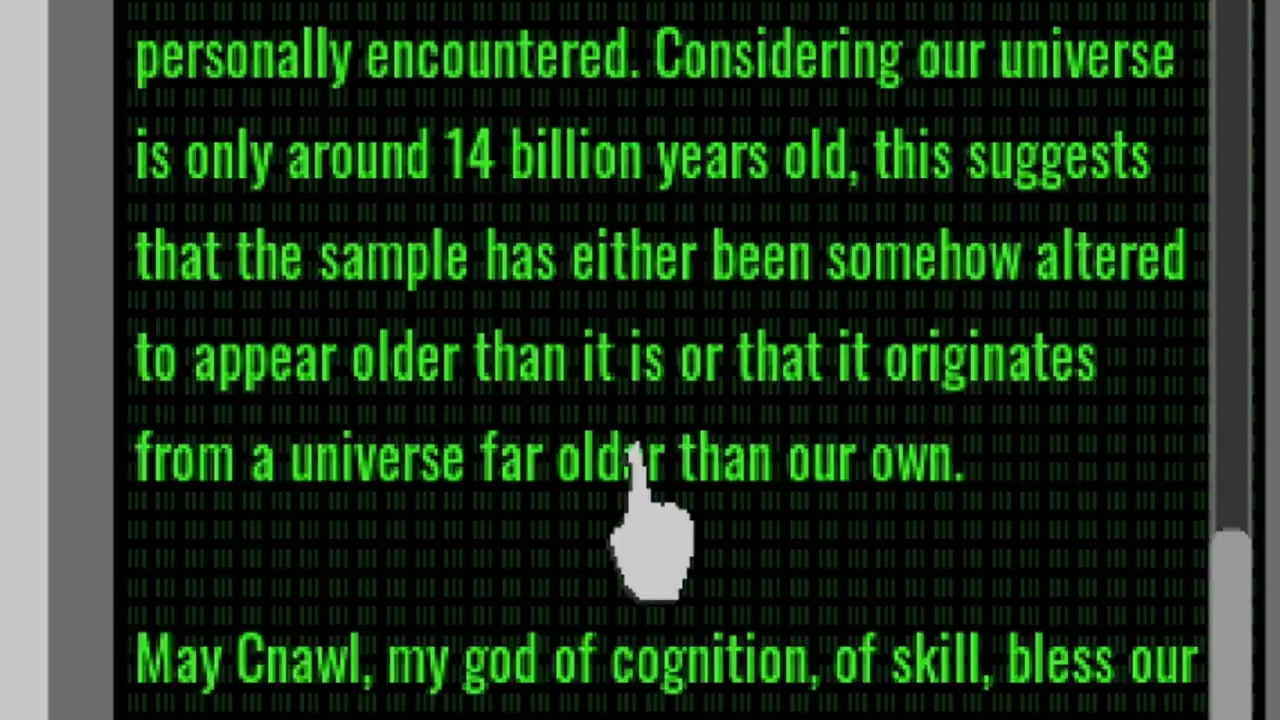 personally encountered. Considering our universe
is only around 14 billion years old, this suggests
that the sample has either been somehow altered
to appear older than it is or that it originates
from a universe far older than our own.
May Cnawl, my god of cognition, of skill, bless our